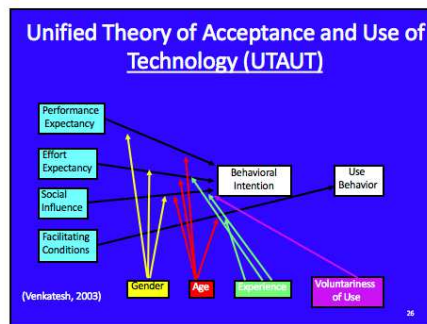 Unified Theory of Acceptance and Use of
Technology (UTAUT)
Performance
Expectancy
Effort
Expectancy
Social
Influence
Facilitating
Conditions
Behavioral
Intention
Use
Behavior
Gender
Age
Experience
Voluntariness
of Use
(Venkatesh, 2003)
26